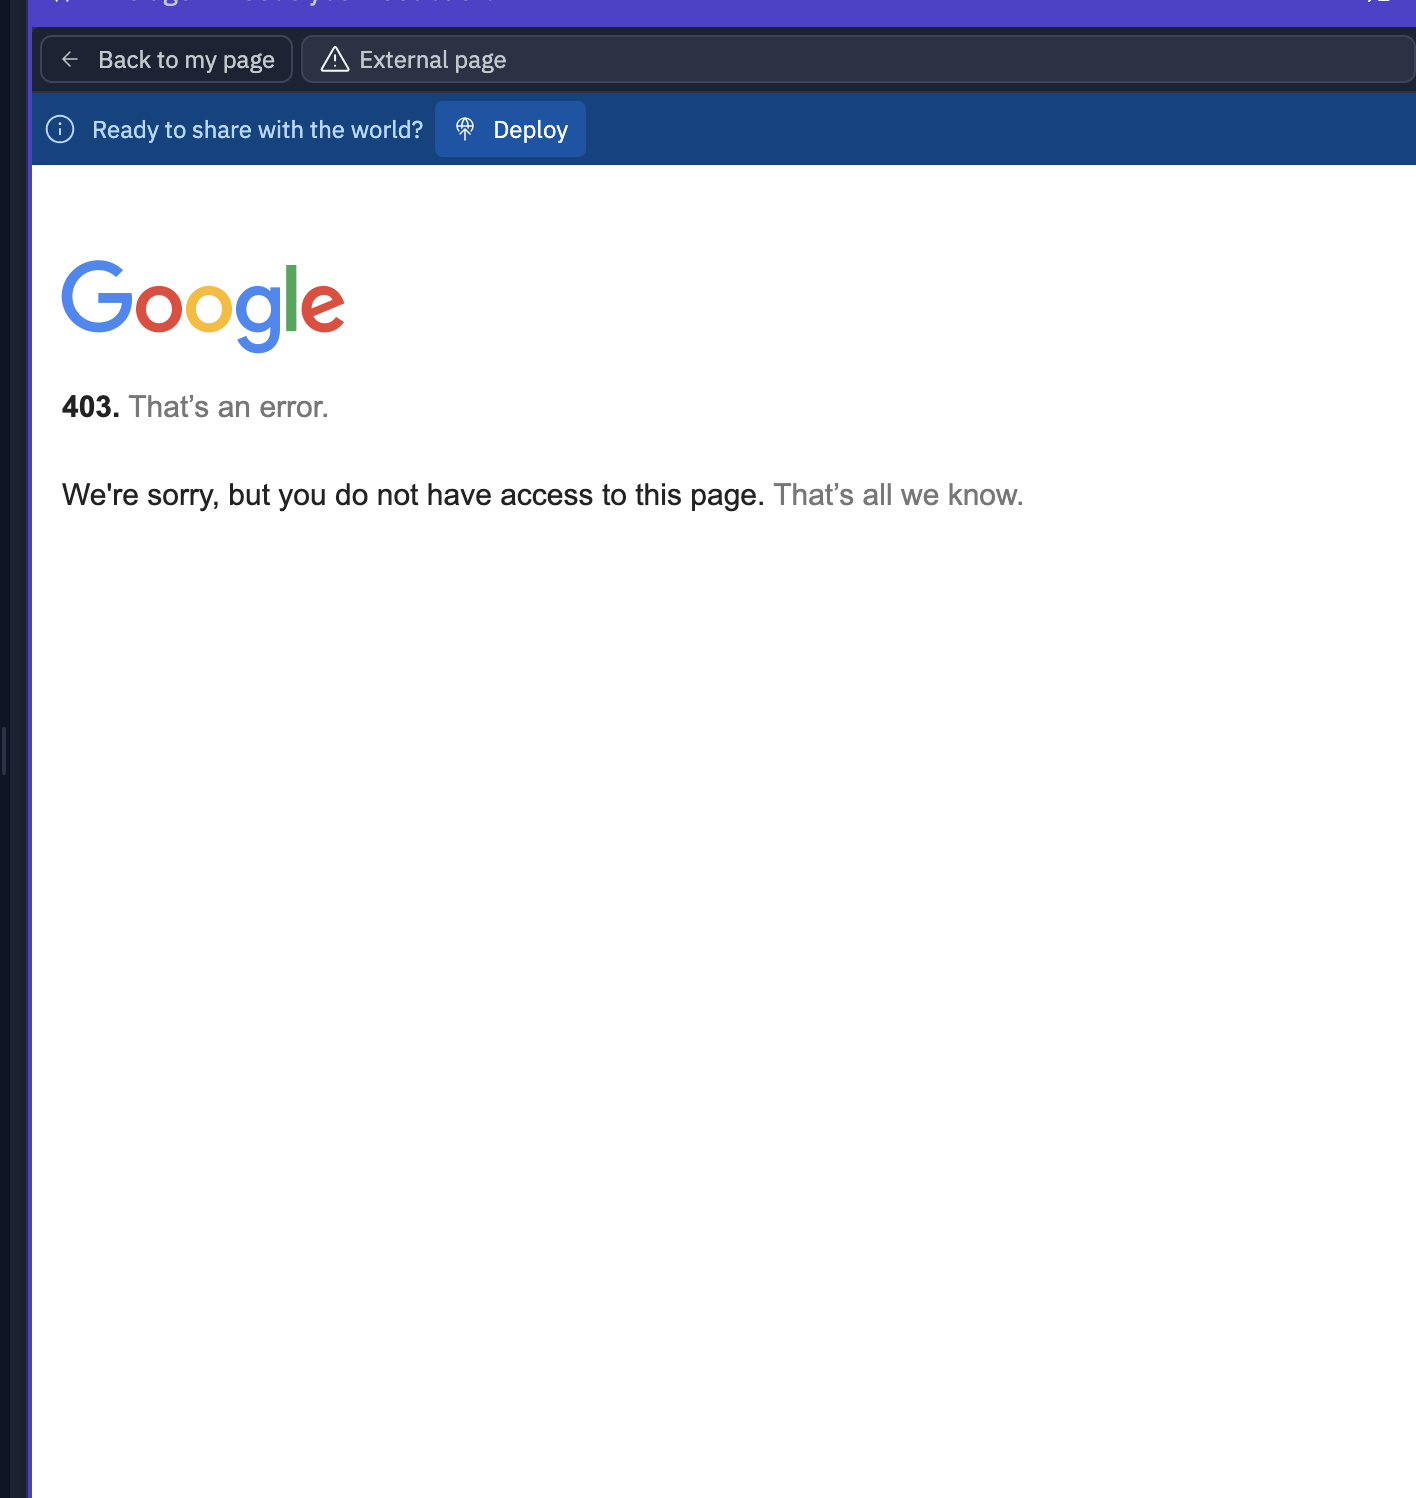 Back to my page
External page
Ready to share with the world?
Deploy
Google
403. That’s an error.
We're sorry, but you do not have access to this page. That’s all we know.